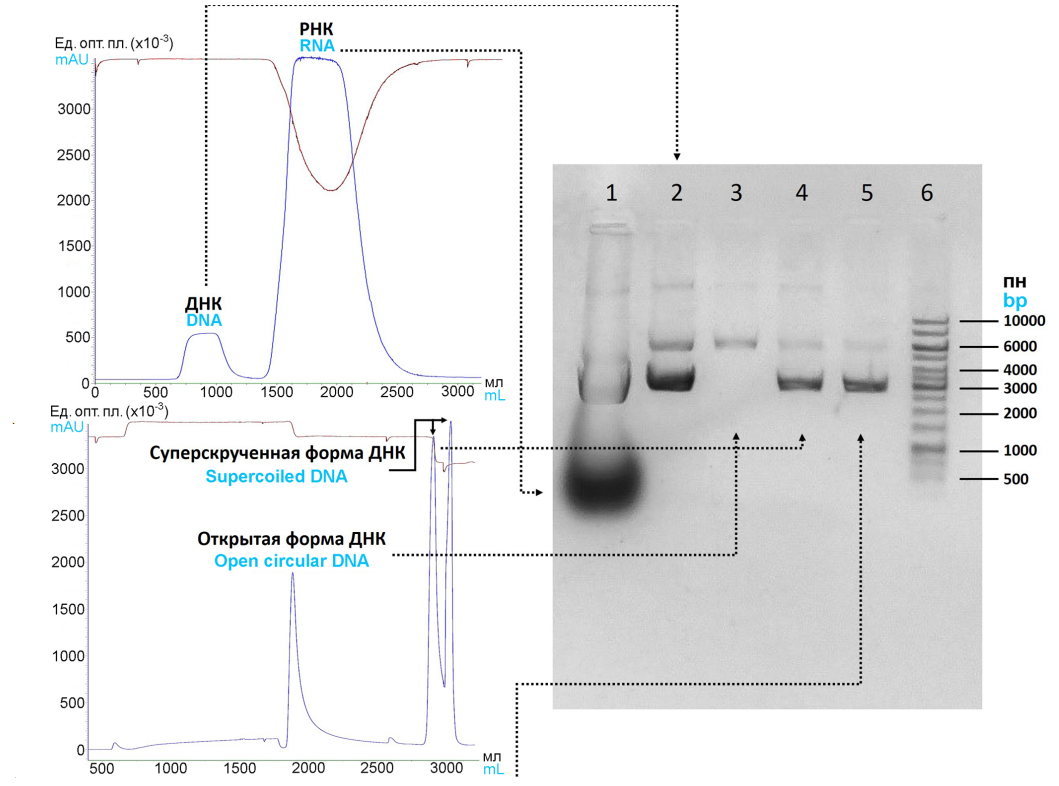 РНК
RNA
Ед. опт. пл. (x10-3)
mAU
3000
2500
2000
1500
1000
500
0
ДНК
DNA
0 500 1000 1500 2000 2500 3000 мл
mL
Ед. опт. пл. (x10-3)
mAU
3000
2500
2000
1500
1000
500
0
Суперскрученная форма ДНК
Supercoiled DNA
Открытая форма ДНК
Open circular DNA
500 1000 1500 2000 2500 3000 мл
mL
1 2 3 4 5 6
пн
bp
10000
6000
4000
3000
2000
1000
500